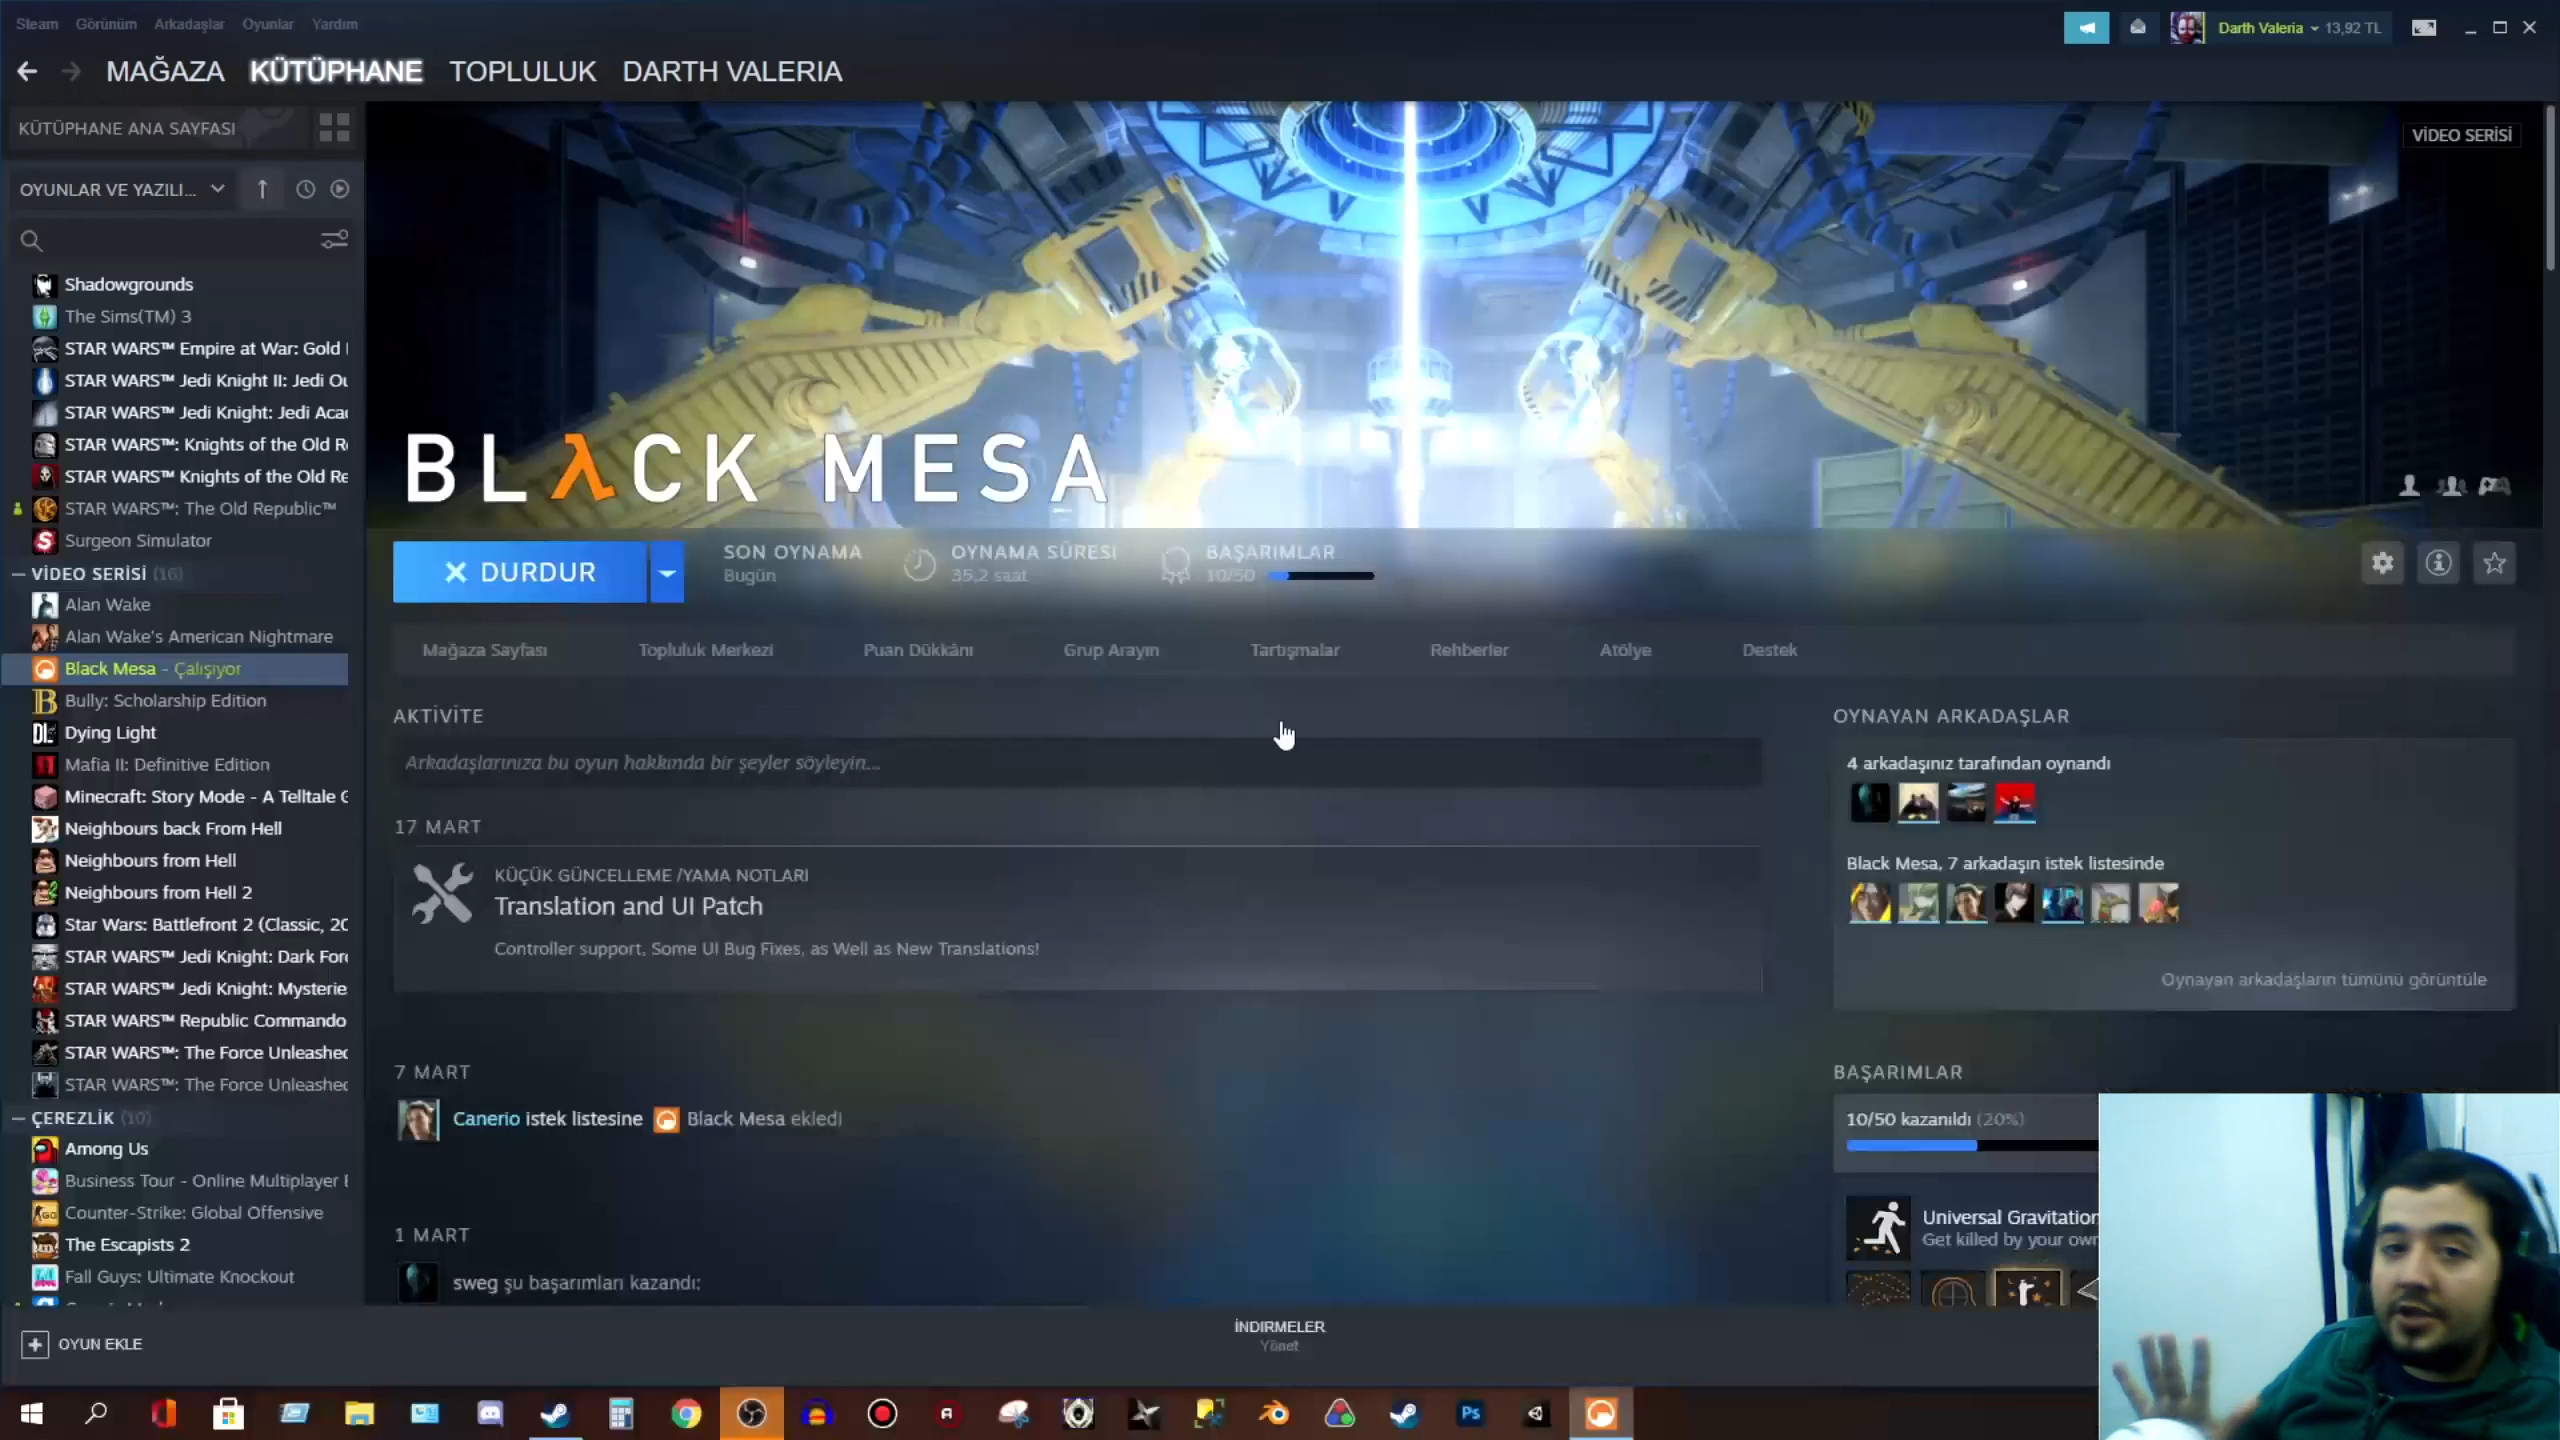 Steam Görünüm Arkadaşlar Oyunlar Yardım
Darth Valeria 13,92 TL
MAĞAZA KÜTÜPHANE TOPLULUK DARTH VALERIA
KÜTÜPHANE ANA SAYFASI
VİDEO SERİSİ
OYUNLAR VE YAZILI...
Shadowgrounds
The Sims(TM) 3
STAR WARS™ Empire at War: Gold
STAR WARS™ Jedi Knight II: Jedi Ou
STAR WARS™ Jedi Knight: Jedi Aca
STAR WARS™: Knights of the Old R
STAR WARS™ Knights of the Old Re
STAR WARS™: The Old Republic™
Surgeon Simulator
BLλCK MESA
DURDUR
SON OYNAMA
Bugün
OYNAMA SÜRESİ
35,2 saat
BAŞARIMLAR
10/50
VİDEO SERİSİ (16)
Alan Wake
Alan Wake's American Nightmare
Black Mesa - Çalışıyor
Bully: Scholarship Edition
Dying Light
Mafia II: Definitive Edition
Minecraft: Story Mode - A Telltale G
Neighbours back From Hell
Neighbours from Hell
Neighbours from Hell 2
Star Wars: Battlefront 2 (Classic, 20
STAR WARS™ Jedi Knight: Dark For
STAR WARS™ Jedi Knight: Mysterie
STAR WARS™ Republic Commando
STAR WARS™: The Force Unleashed
STAR WARS™: The Force Unleashed
ÇEREZLİK (10)
Among Us
Business Tour - Online Multiplayer
Counter-Strike: Global Offensive
The Escapists 2
Fall Guys: Ultimate Knockout
OYUN EKLE
Mağaza Sayfası Topluluk Merkezi Puan Dükkânı Grup Arayın Tartışmalar Rehberler Atölye Destek
AKTİVİTE
Arkadaşlarınıza bu oyun hakkında bir şeyler söyleyin...
17 MART
KÜÇÜK GÜNCELLEME /YAMA NOTLARI
Translation and UI Patch
Controller support, Some UI Bug Fixes, as Well as New Translations!
7 MART
Canerio istek listesine Black Mesa ekledi
1 MART
sweg şu başarımları kazandı:
OYNAYAN ARKADAŞLAR
4 arkadaşınız tarafından oynandı
Black Mesa, 7 arkadaşın istek listesinde
Oynayan arkadaşların tümünü görüntüle
BAŞARIMLAR
10/50 kazanıldı (20%)
Universal Gravitation
Get killed by your own
İNDİRMELER
Yönet
Ps